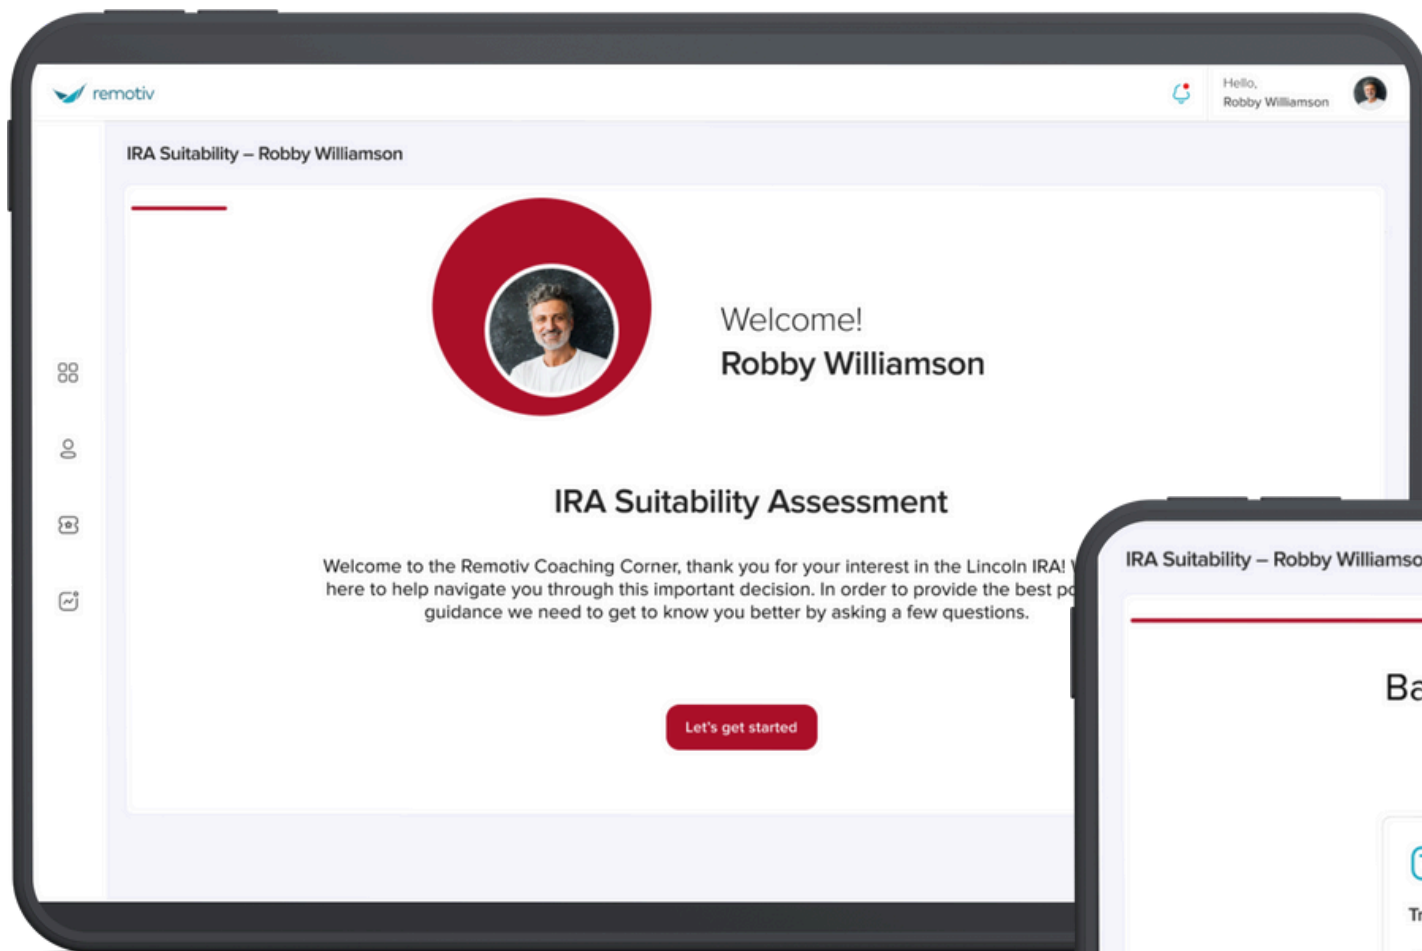 remotiv
Hello,
Robby Williamson
IRA Suitability – Robby Williamson
Welcome!
Robby Williamson
IRA Suitability Assessment
Welcome to the Remotiv Coaching Corner, thank you for your interest in the Lincoln IRA!
here to help navigate you through this important decision. In order to provide the best
guidance we need to get to know you better by asking a few questions.
Let's get started
IRA Suitability – Robby